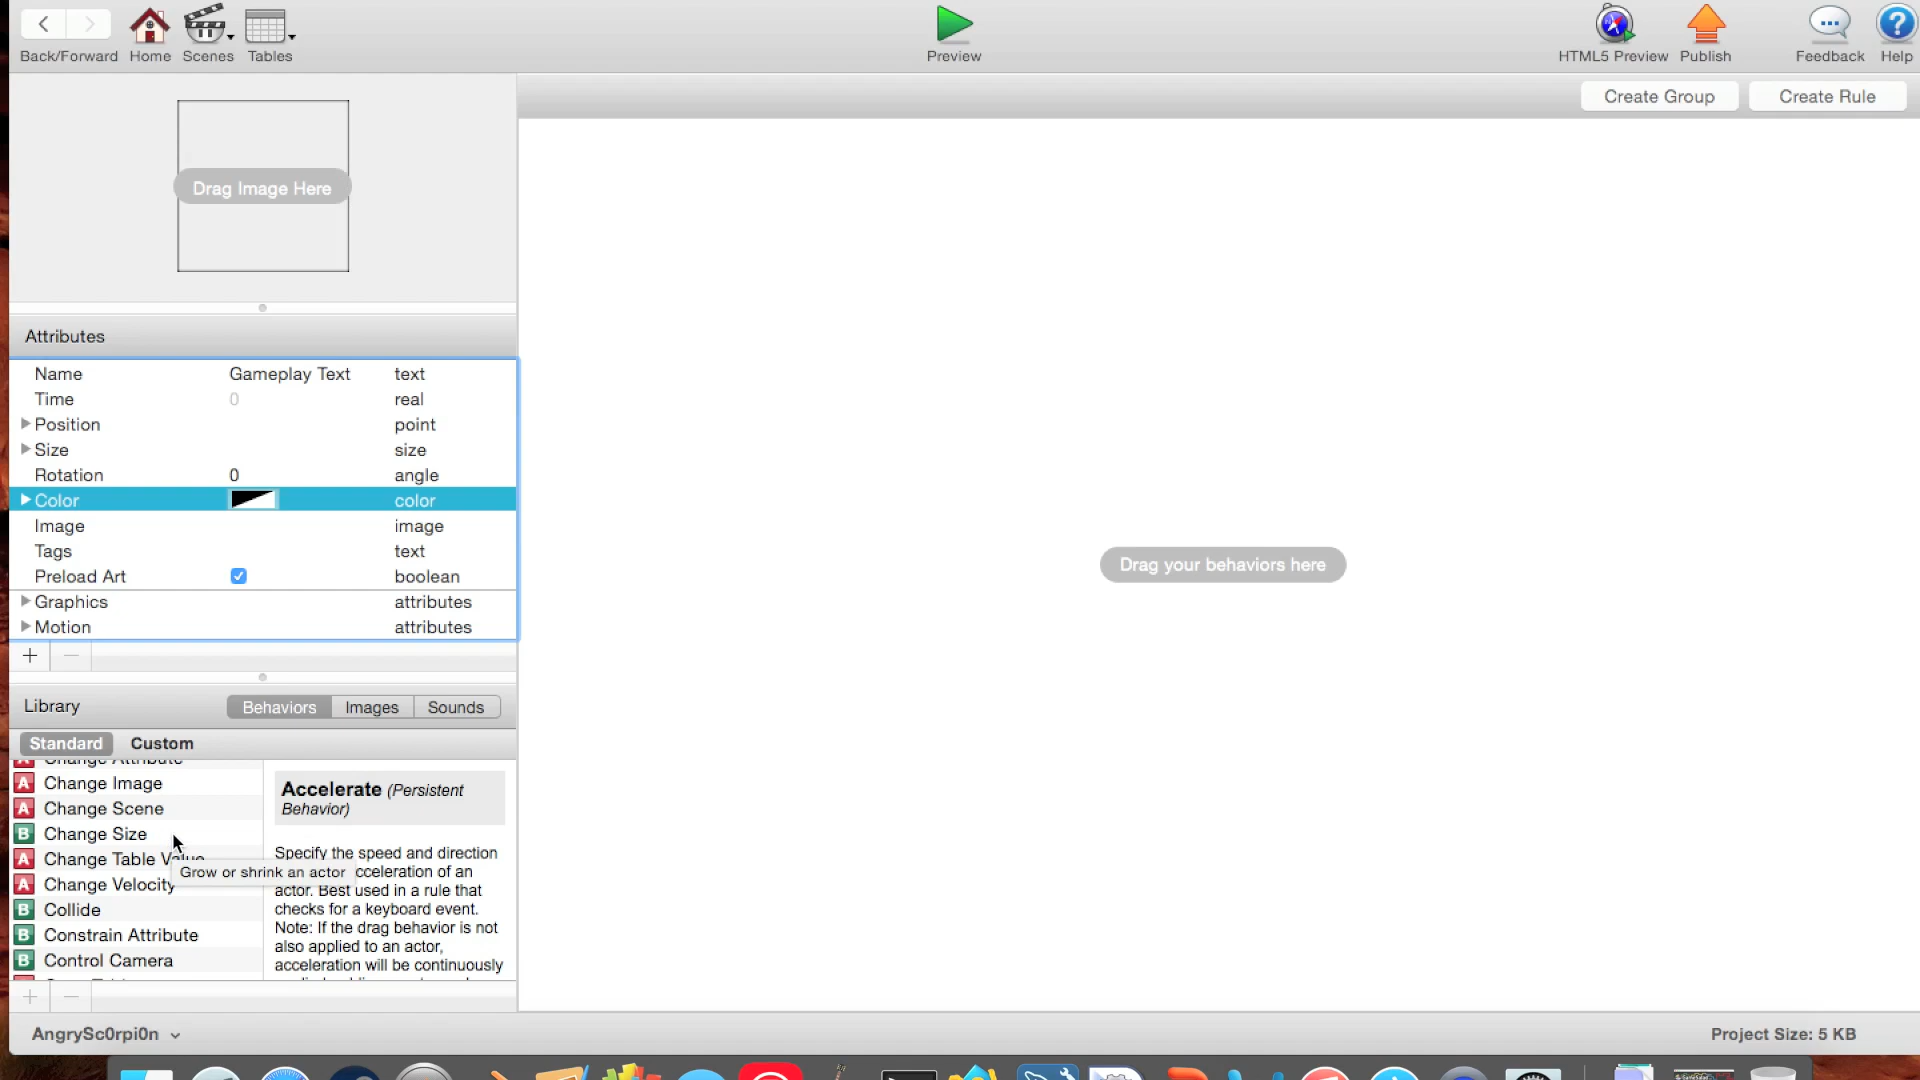 Back/Forward Home Scenes Tables Preview HTML5 Preview Publish Feedback Help
Create Group Create Rule
Drag Image Here
Attributes
Name Gameplay Text text
Time 0 real
Position point
Size size
Rotation 0 angle
Color color
Image image
Tags text
Preload Art boolean
Graphics attributes
Motion attributes
Drag your behaviors here
Library Behaviors Images Sounds
Standard Custom
Change Attribute
A Change Image
A Change Scene
B Change Size
A Change Table Value
A Change Velocity
B Collide
B Constrain Attribute
B Control Camera
Grow or shrink an actor
Accelerate (Persistent
Behavior)
Specify the speed and direction
cceleration of an
actor. Best used in a rule that
checks for a keyboard event.
Note: If the drag behavior is not
also applied to an actor,
acceleration will be continuously
AngrySc0rpi0n
Project Size: 5 KB